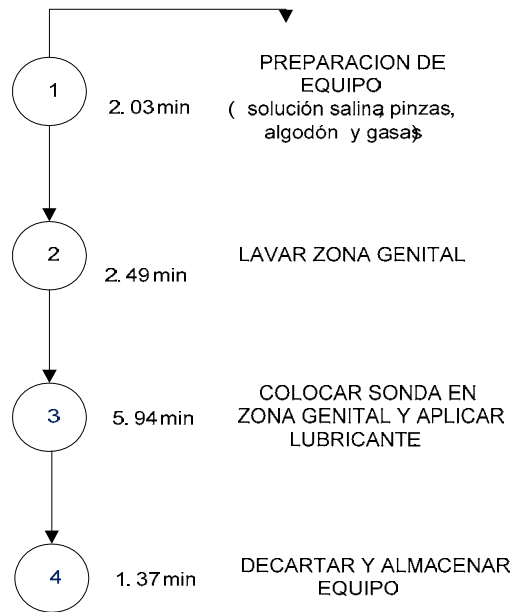 PREPARACION DE
EQUIPO
1
2. 03 min
( solución salina, pinzas,
algodón y gasas)
2
2. 49 min
LAVAR ZONA GENITAL
COLOCAR SONDA EN
3
5. 94 min
ZONA GENITAL Y APLICAR
LUBRICANTE
4
1. 37 min
DECARTAR Y ALMACENAR
EQUIPO